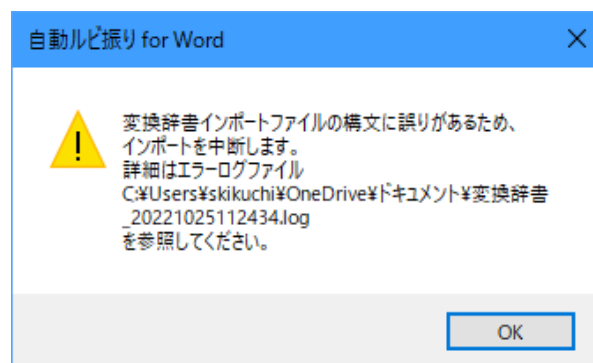 自動ルビ振り for Word
変換辞書インポートファイルの構文に誤りがあるため、
インポートを中断します。
詳細はエラーログファイル
C:¥Users¥skikuchi¥OneDrive¥ドキュメント¥変換辞書
_20221025112434.log
を参照してください。
OK